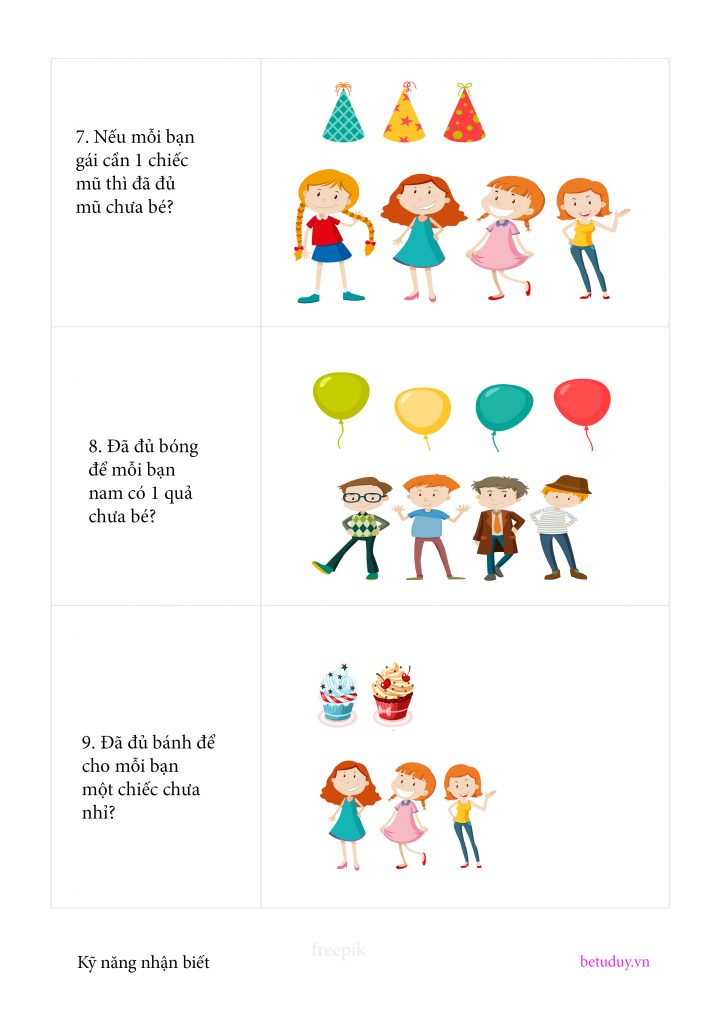 7. Nếu mỗi bạn
gái cần 1 chiếc
mũ thì đã đủ
mũ chưa bé?
8. Đã đủ bóng
để mỗi bạn
nam có 1 quả
chưa bé?
9. Đã đủ bánh để
cho mỗi bạn
một chiếc chưa
nhỉ?
freepik
Kỹ năng nhận biết
betuduy.vn